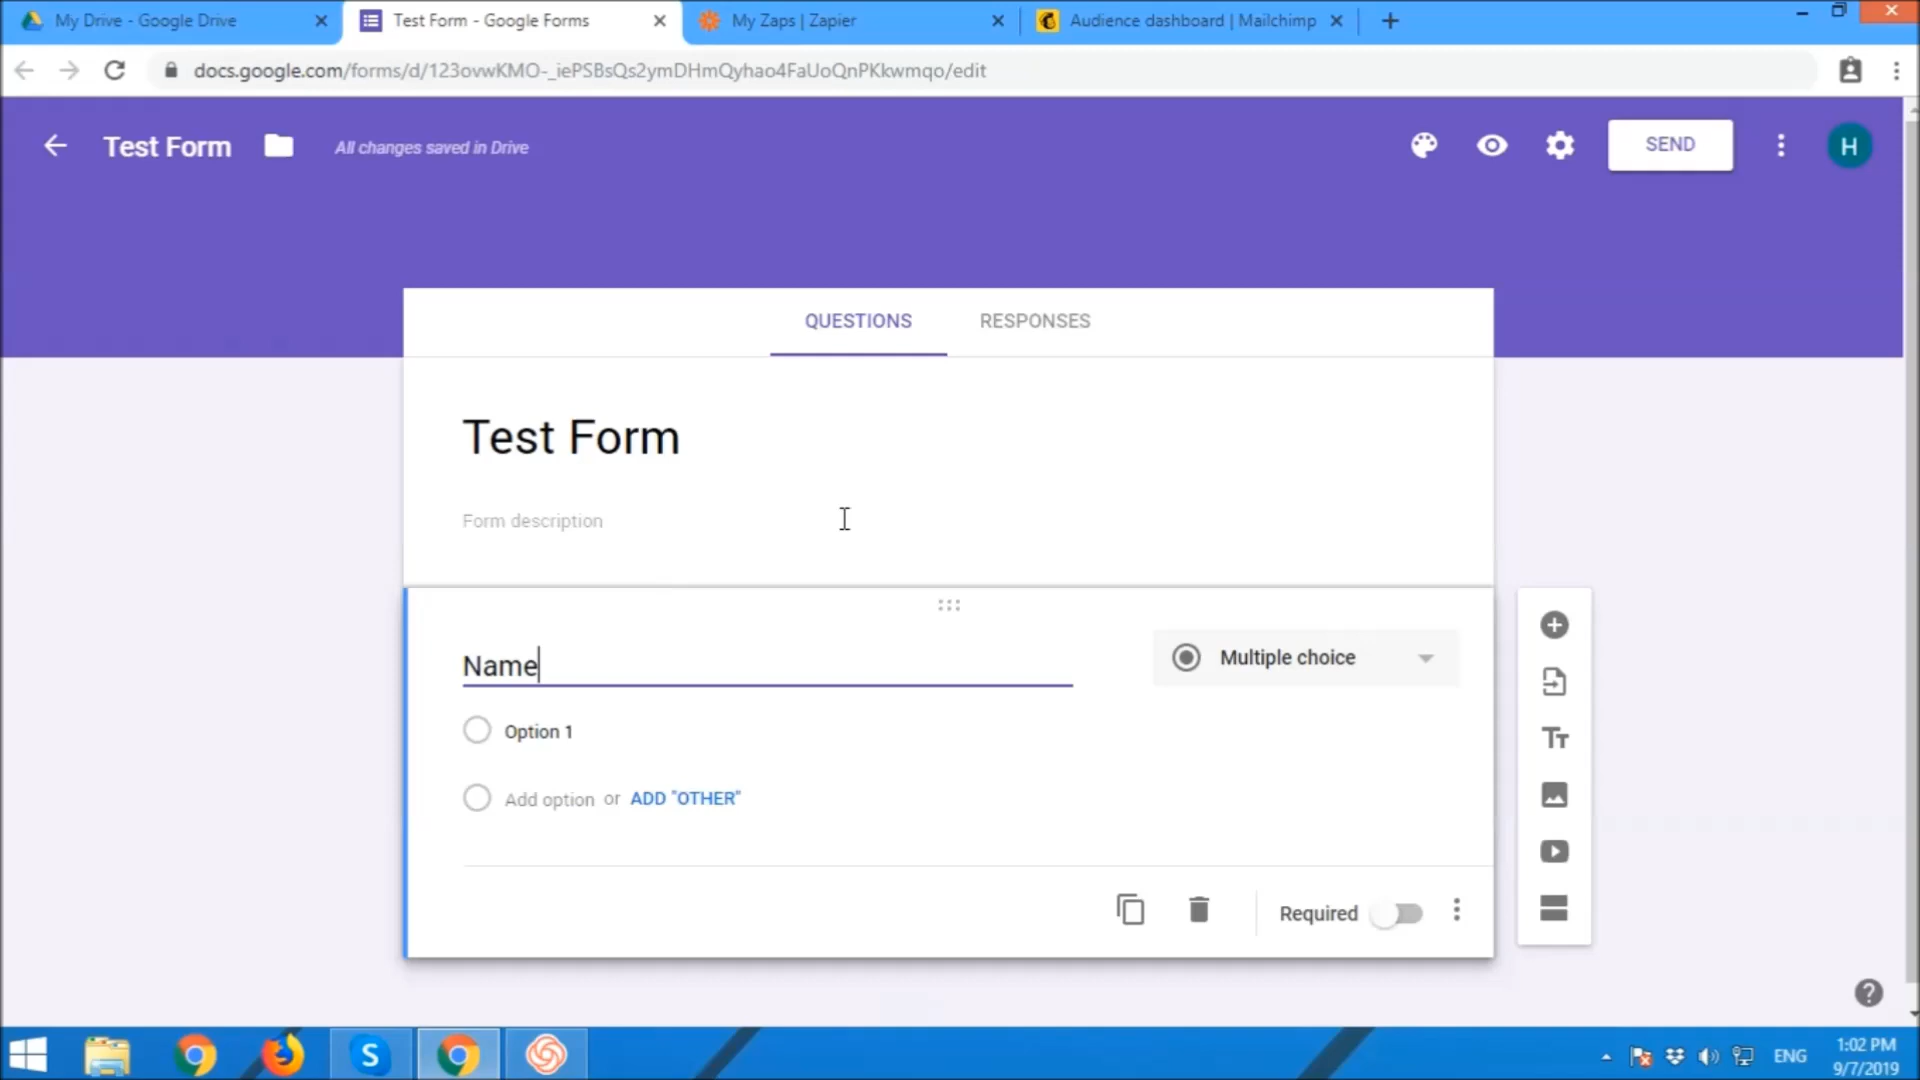 My Drive - Google Drive
Test Form - Google Forms
My Zaps | Zapier
Audience dashboard | Mailchimp
docs.google.com/forms/d/123ovwKMO-_iePSBsQs2ymDHmQyhao4FaUoQnPKkwmqo/edit
Test Form
All changes saved in Drive
SEND
H
QUESTIONS
RESPONSES
Test Form
Form description
Name
Multiple choice
Option 1
Add option or ADD "OTHER"
Required
ENG
1:02 PM
9/7/2019